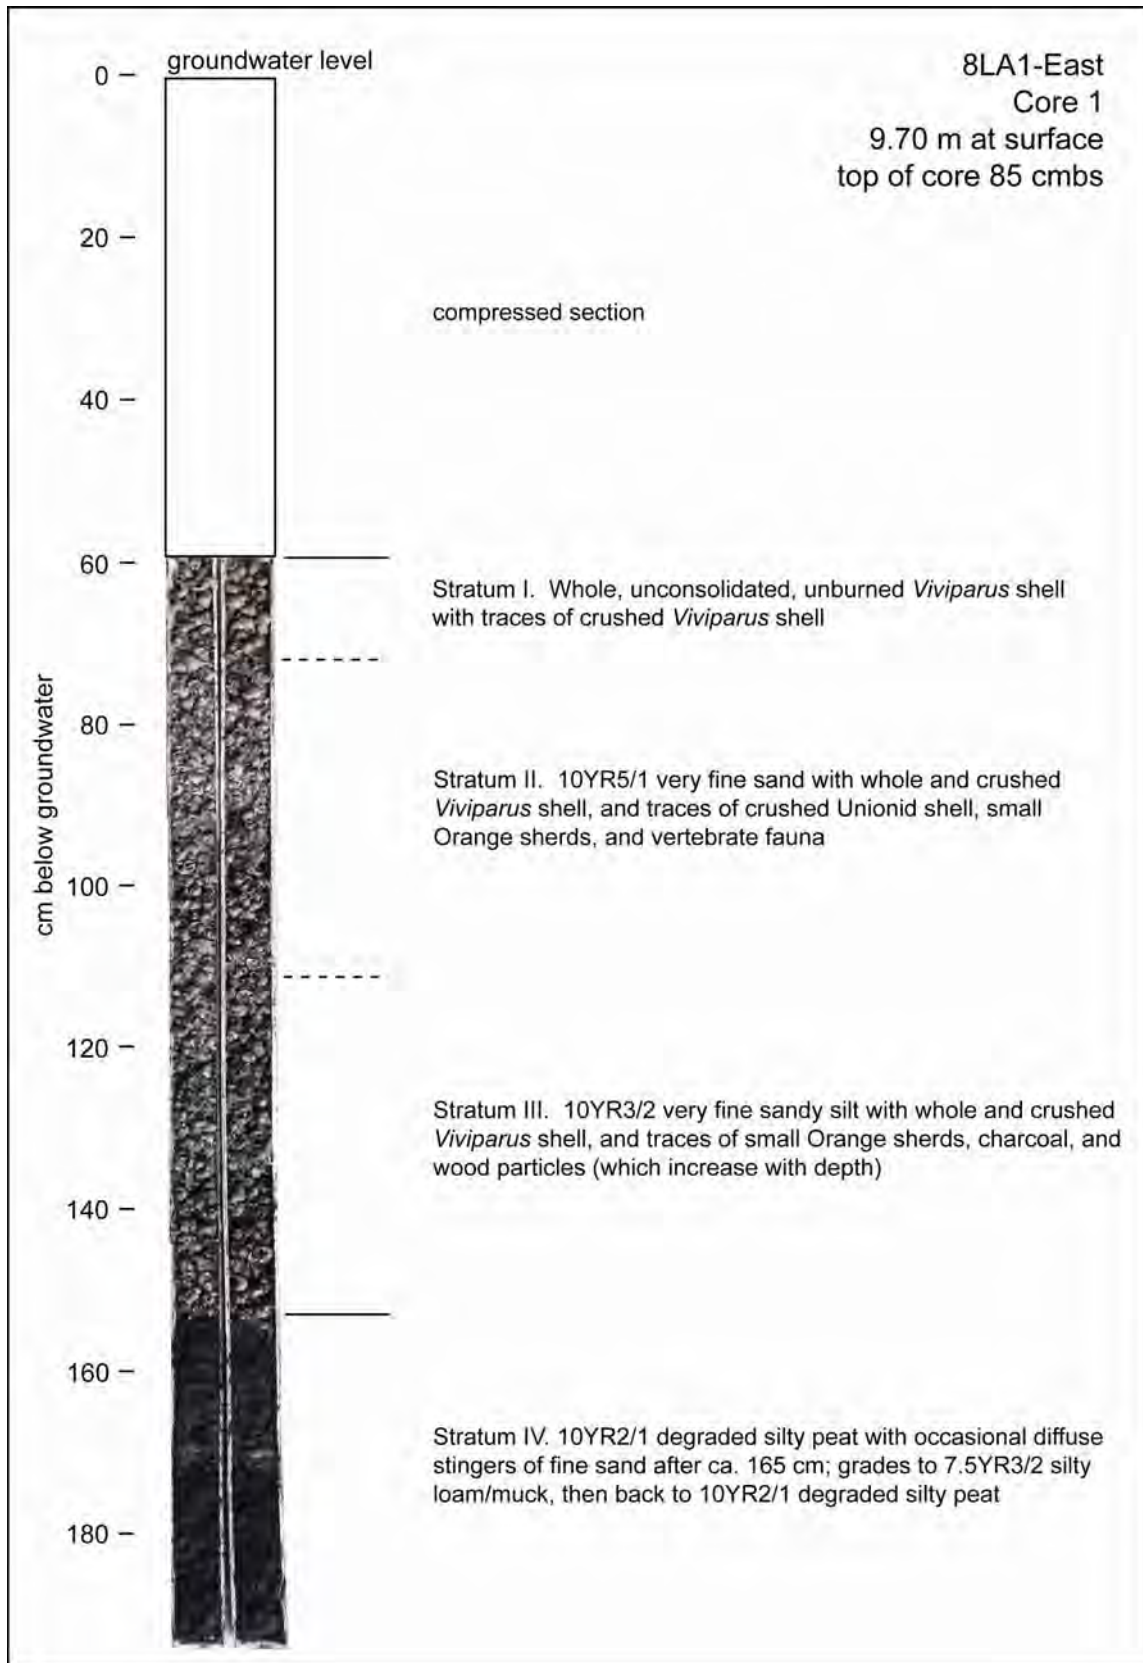 groundwater level
8LA1-East
Core 1
9.70 m at surface
top of core 85 cmbs
0
20
40
60
80
100
120
140
160
180
cm below groundwater
compressed section
Stratum I. Whole, unconsolidated, unburned Viviparus shell
with traces of crushed Viviparus shell
Stratum II. 10YR5/1 very fine sand with whole and crushed
Viviparus shell, and traces of crushed Unionid shell, small
Orange sherds, and vertebrate fauna
Stratum III. 10YR3/2 very fine sandy silt with whole and crushed
Viviparus shell, and traces of small Orange sherds, charcoal, and
wood particles (which increase with depth)
Stratum IV. 10YR2/1 degraded silty peat with occasional diffuse
stingers of fine sand after ca. 165 cm; grades to 7.5YR3/2 silty
loam/muck, then back to 10YR2/1 degraded silty peat